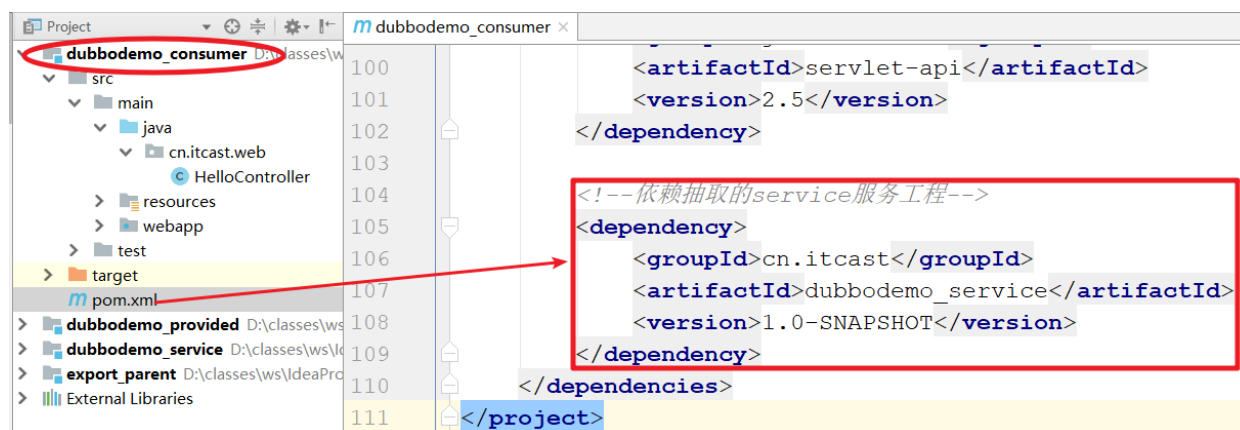 Project
dubbodemo_consumer
dubbodemo_consumer
src
main
java
cn.itcast.web
HelloController
resources
webapp
test
target
pom.xml
dubbodemo_provided D:\classes\ws
dubbodemo_service D:\classes\ws\Id
export_parent D:\classes\ws\IdeaPro
External Libraries
100 <artifactId>servlet-api</artifactId>
101 <version>2.5</version>
102 </dependency>
103
104 <!--依赖抽取的service服务工程-->
105 <dependency>
106 <groupId>cn.itcast</groupId>
107 <artifactId>dubbodemo_service</artifactId>
108 <version>1.0-SNAPSHOT</version>
109 </dependency>
110 </dependencies>
111 </project>